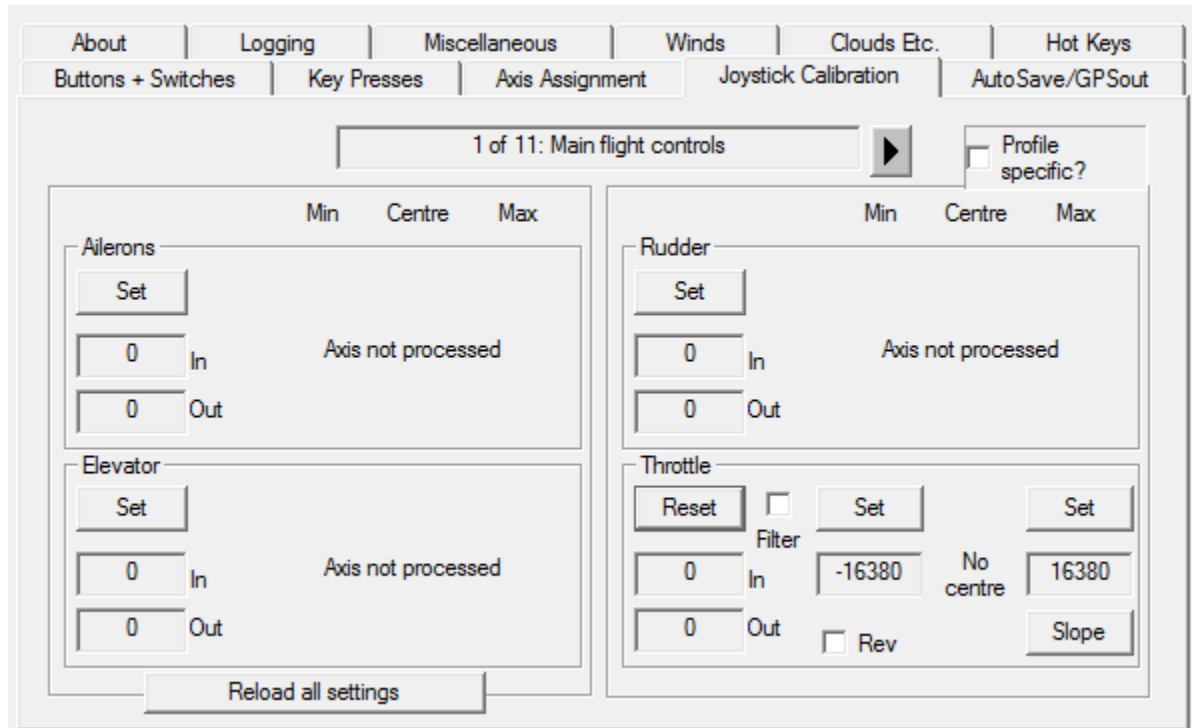 About Logging Miscellaneous Winds Clouds Etc. Hot Keys
Buttons + Switches Key Presses Axis Assignment Joystick Calibration AutoSave/GPSout
1 of 11: Main flight controls
Profile
specific?
Min Centre Max
Ailerons
Set
0 In
Axis not processed
0 Out
Elevator
Set
0 In
Axis not processed
0 Out
Reload all settings
Min Centre Max
Rudder
Set
0 In
Axis not processed
0 Out
Throttle
Reset Filter Set Set
0 In -16380 No centre 16380
0 Out Rev Slope